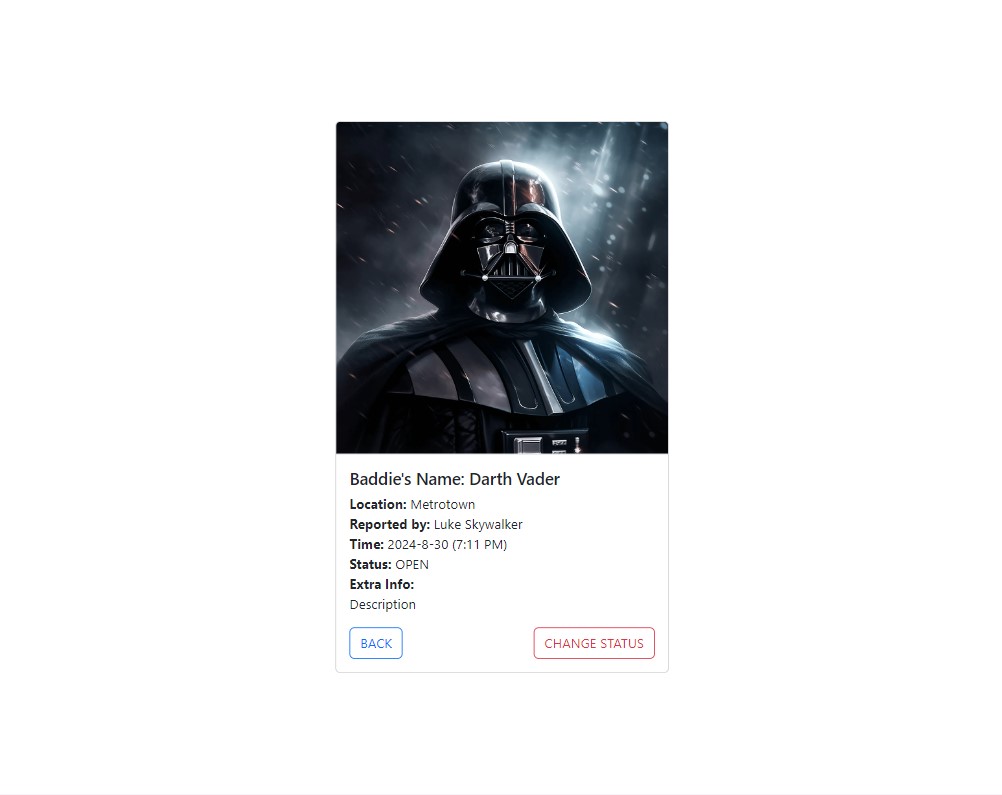 Baddie's Name: Darth Vader
Location: Metrotown
Reported by: Luke Skywalker
Time: 2024-8-30 (7:11 PM)
Status: OPEN
Extra Info:
Description
BACK
CHANGE STATUS